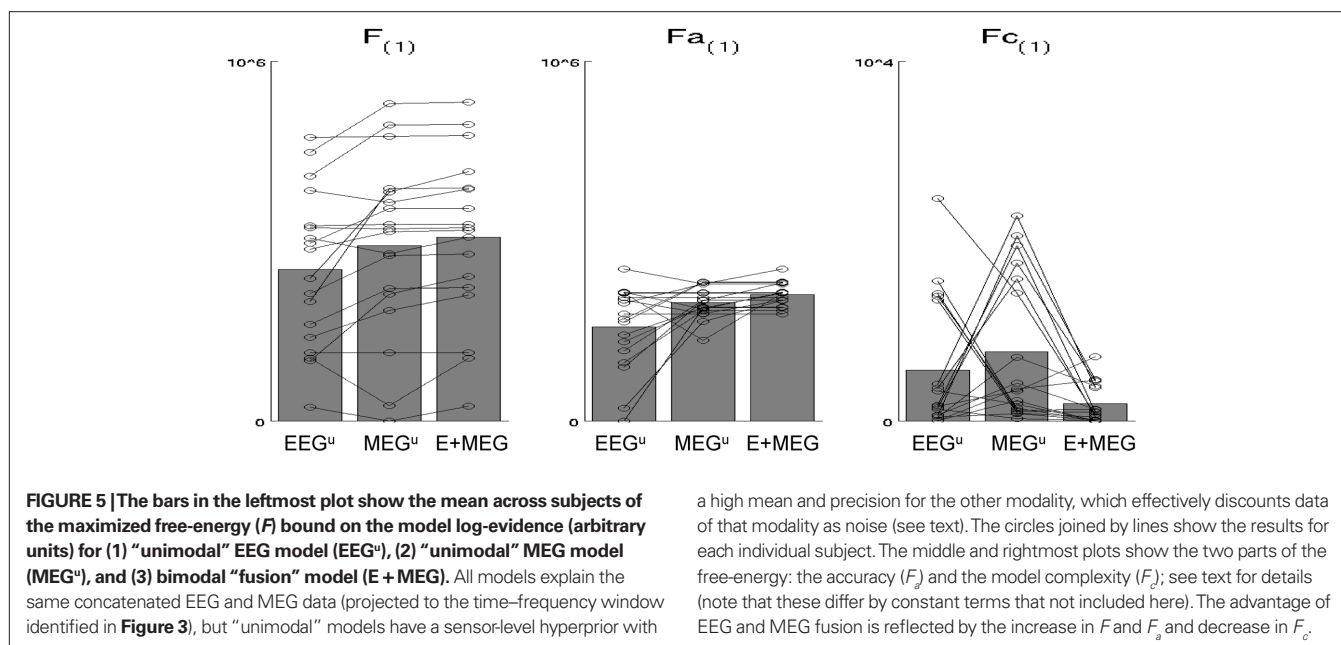 F(1) Fa(1) Fc(1)
10^6 10^6 10^4
0 0 0
EEGᵘ MEGᵘ E+MEG EEGᵘ MEGᵘ E+MEG EEGᵘ MEGᵘ E+MEG
FIGURE 5 | The bars in the leftmost plot show the mean across subjects of
the maximized free-energy (F) bound on the model log-evidence (arbitrary
units) for (1) “unimodal” EEG model (EEGᵘ), (2) “unimodal” MEG model
(MEGᵘ), and (3) bimodal “fusion” model (E + MEG). All models explain the
same concatenated EEG and MEG data (projected to the time–frequency window
identified in Figure 3), but “unimodal” models have a sensor-level hyperprior with
a high mean and precision for the other modality, which effectively discounts data
of that modality as noise (see text). The circles joined by lines show the results for
each individual subject. The middle and rightmost plots show the two parts of the
free-energy: the accuracy (Fa) and the model complexity (Fc); see text for details
(note that these differ by constant terms that not included here). The advantage of
EEG and MEG fusion is reflected by the increase in F and Fa and decrease in Fc.